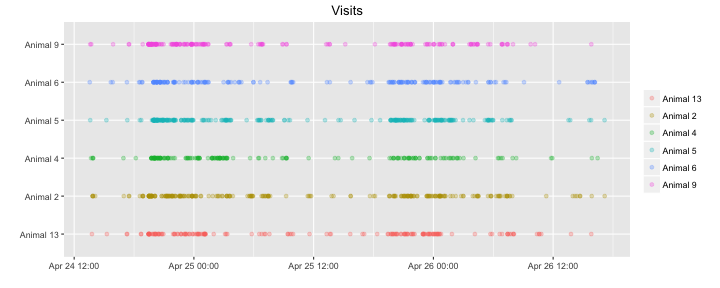 Visits
Animal 9
Animal 6
Animal 5
Animal 4
Animal 2
Animal 13
Apr 24 12:00
Apr 25 00:00
Apr 25 12:00
Apr 26 00:00
Apr 26 12:00
Animal 13
Animal 2
Animal 4
Animal 5
Animal 6
Animal 9